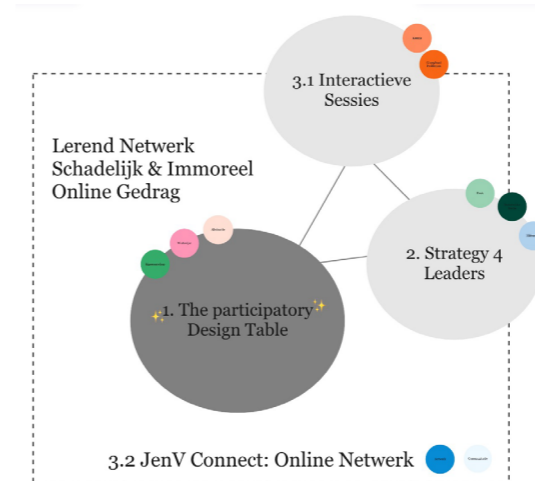 3.1 Interactieve
Sessies
Lerend Netwerk
Schadelijk & Immoreel
Online Gedrag
2. Strategy 4
Leaders
1. The participatory
Design Table
3.2 JenV Connect: Online Netwerk